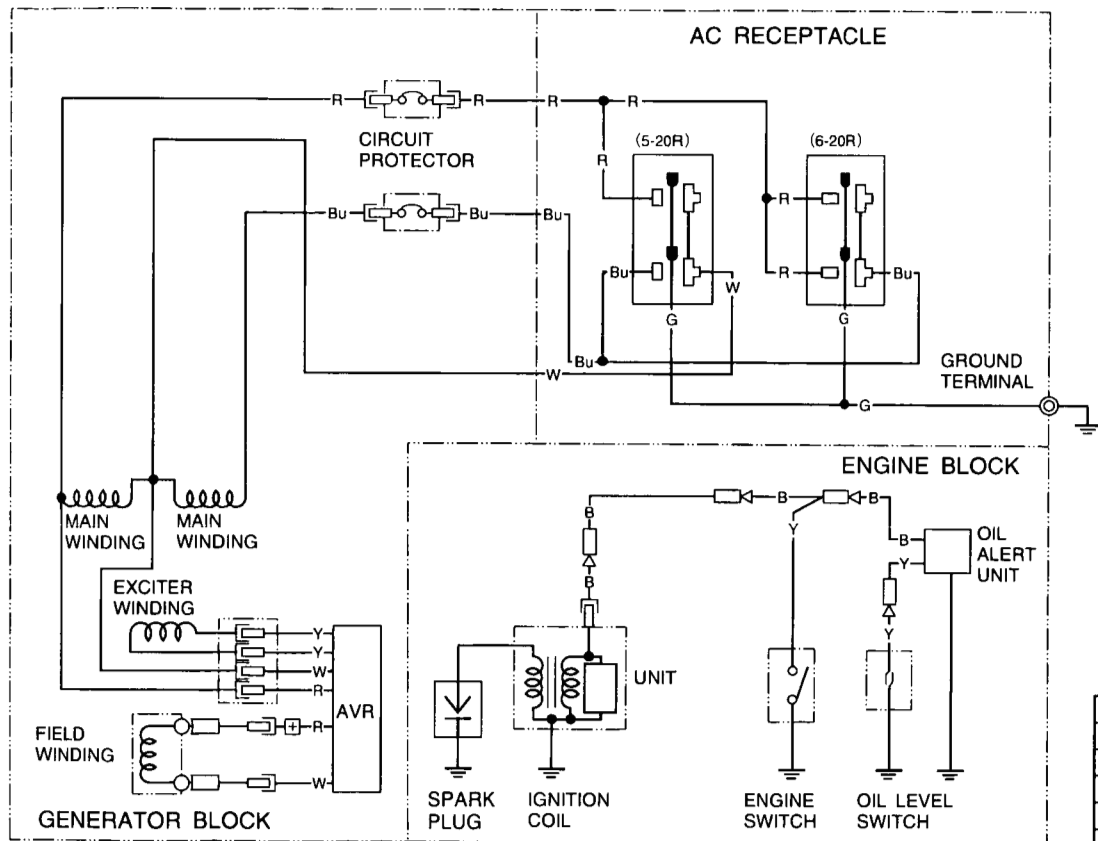 AC RECEPTACLE
R
R
R
R
CIRCUIT
PROTECTOR
(5-20R)
(6-20R)
R
R
Bu
Bu
Bu
R
Bu
Bu
W
G
G
Bu
W
G
GROUND
TERMINAL
ENGINE BLOCK
MAIN
WINDING
MAIN
WINDING
B
B
B
Y
B
Y
OIL
ALERT
UNIT
EXCITER
WINDING
B
Y
Y
Y
W
R
AVR
UNIT
FIELD
WINDING
R
W
SPARK
PLUG
IGNITION
COIL
ENGINE
SWITCH
OIL LEVEL
SWITCH
GENERATOR BLOCK